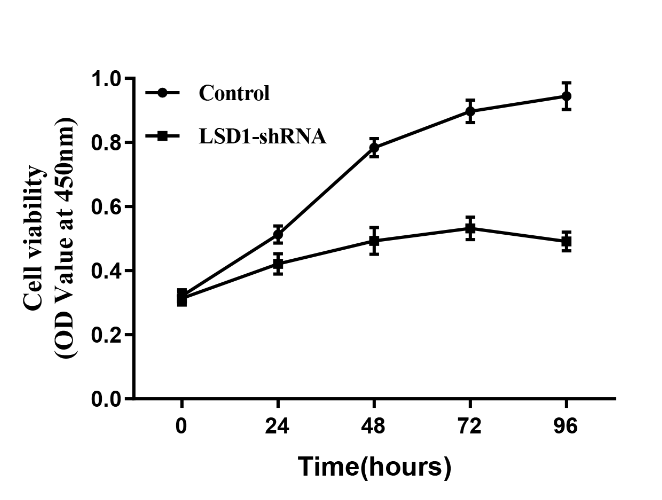 Cell viability
(OD Value at 450nm)
1.0
0.8
0.6
0.4
0.2
0.0
Control
LSD1-shRNA
0 24 48 72 96
Time(hours)